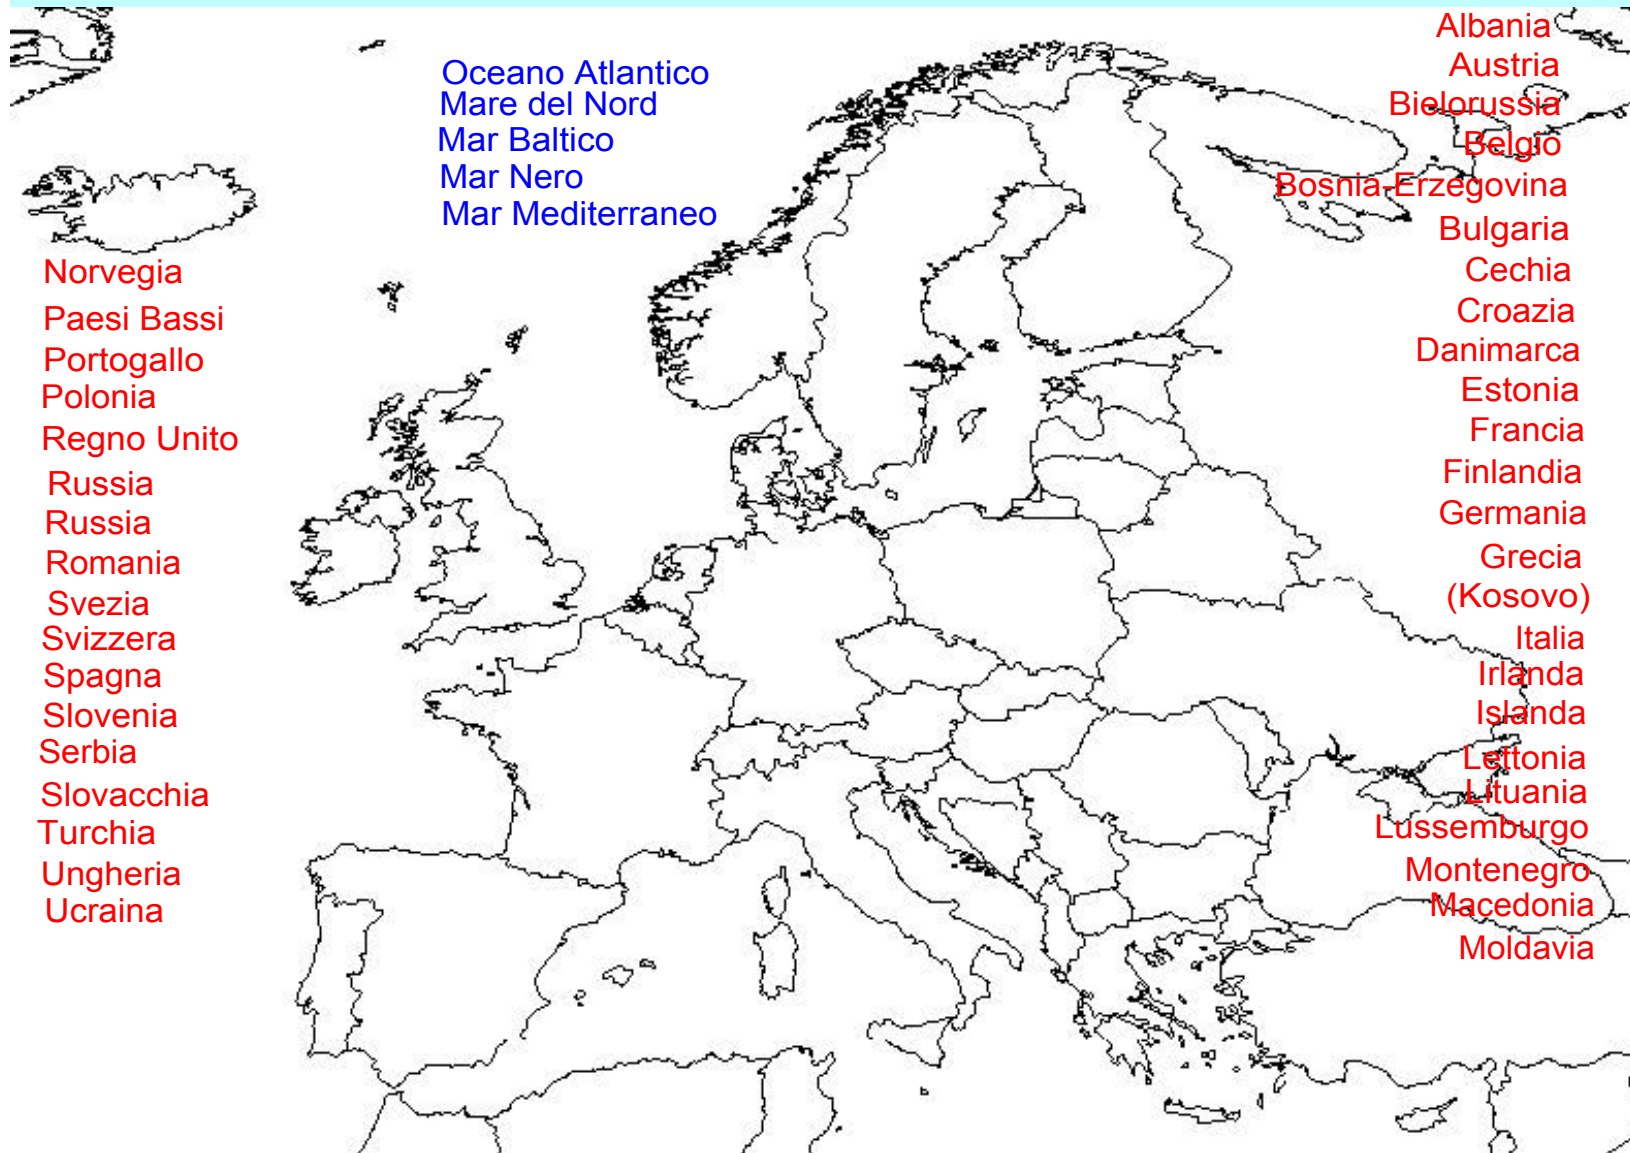 Oceano Atlantico
Mare del Nord
Mar Baltico
Mar Nero
Mar Mediterraneo
Norvegia
Paesi Bassi
Portogallo
Polonia
Regno Unito
Russia
Russia
Romania
Svezia
Svizzera
Spagna
Slovenia
Serbia
Slovacchia
Turchia
Ungheria
Ucraina
Albania
Austria
Bielorussia
Belgio
Bosnia-Erzegovina
Bulgaria
Cechia
Croazia
Danimarca
Estonia
Francia
Finlandia
Germania
Grecia
(Kosovo)
Italia
Irlanda
Islanda
Lettonia
Lituania
Lussemburgo
Montenegro
Macedonia
Moldavia